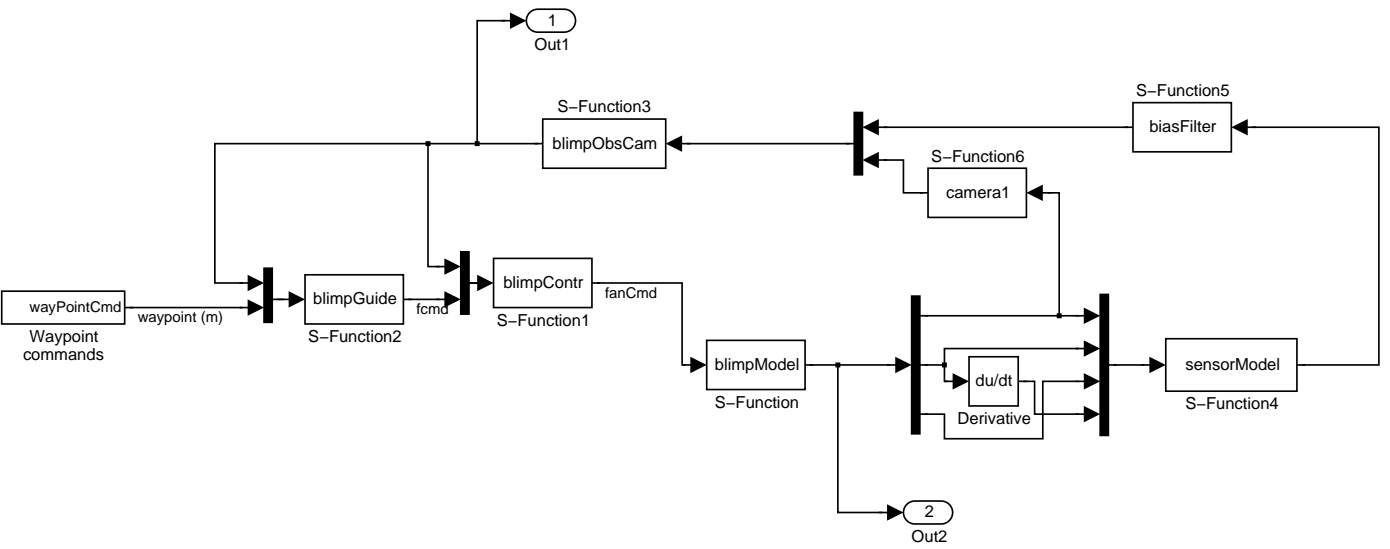 1
Out1
S−Function5
biasFilter
S−Function3
blimpObsCam
S−Function6
camera1
wayPointCmd
Waypoint
commands
waypoint (m)
blimpGuide
S−Function2
fcmd
blimpContr
S−Function1
fanCmd
blimpModel
S−Function
du/dt
Derivative
sensorModel
S−Function4
2
Out2